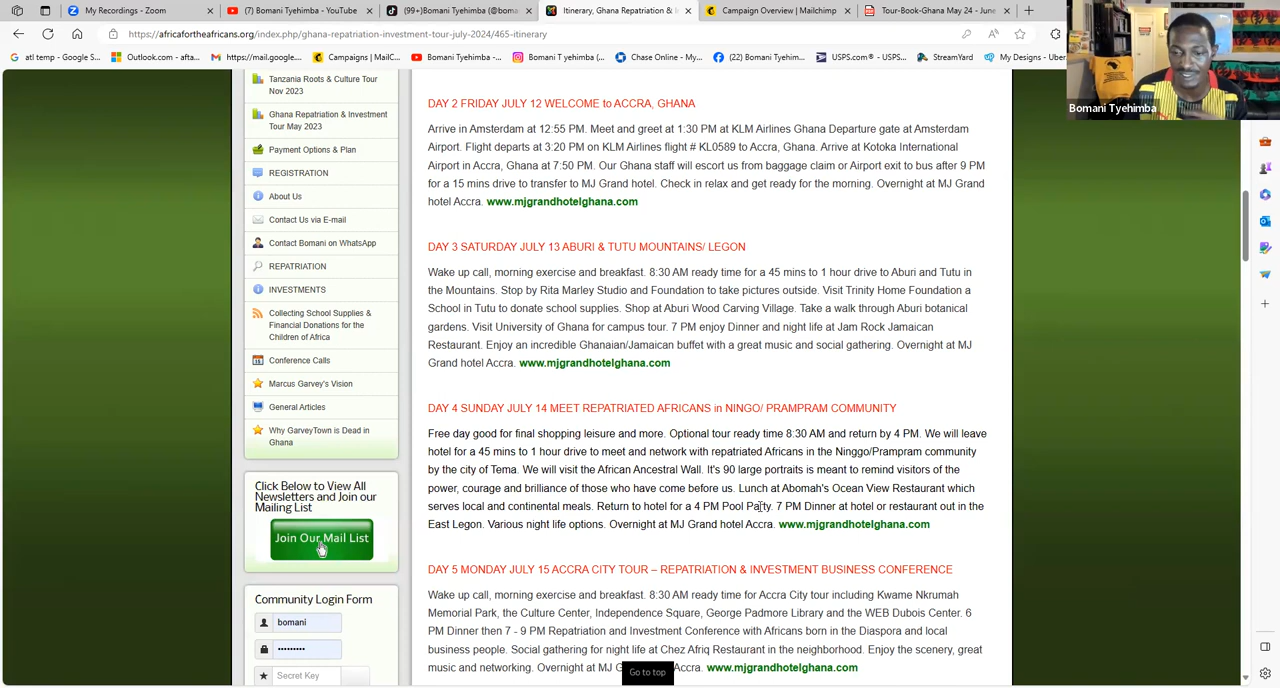 My Recordings - Zoom
(7) Bomani Tyehimba - YouTube
(99+) Bomani Tyehimba (@boma
Itinerary, Ghana Repatriation & In
Campaign Overview | Mailchimp
Tour-Book-Ghana May 24 - June
https://africafortheafricans.org/index.php/ghana-repatriation-investment-tour-july-2024/465-itinerary
atl temp - Google S...
Outlook.com - afta...
https://mail.google....
Campaigns | MailC...
Bomani Tyehimba -...
Bomani T yehimba (...
Chase Online - My...
(22) Bomani Tyehim...
USPS.com® - USPS...
StreamYard
My Designs - Uber
Bomani Tyehimba
Tanzania Roots & Culture Tour
Nov 2023
Ghana Repatriation & Investment
Tour May 2023
Payment Options & Plan
REGISTRATION
About Us
Contact Us via E-mail
Contact Bomani on WhatsApp
REPATRIATION
INVESTMENTS
Collecting School Supplies &
Financial Donations for the
Children of Africa
Conference Calls
Marcus Garvey's Vision
General Articles
Why GarveyTown is Dead in
Ghana
Click Below to View All
Newsletters and Join our
Mailing List
Join Our Mail List
Community Login Form
bomani
•••••••••
Secret Key
DAY 2 FRIDAY JULY 12 WELCOME to ACCRA, GHANA
Arrive in Amsterdam at 12:55 PM. Meet and greet at 1:30 PM at KLM Airlines Ghana Departure gate at Amsterdam
Airport. Flight departs at 3:20 PM on KLM Airlines flight # KL0589 to Accra, Ghana. Arrive at Kotoka International
Airport in Accra, Ghana at 7:50 PM. Our Ghana staff will escort us from baggage claim or Airport exit to bus after 9 PM
for a 15 mins drive to transfer to MJ Grand hotel. Check in relax and get ready for the morning. Overnight at MJ Grand
hotel Accra. www.mjgrandhotelghana.com
DAY 3 SATURDAY JULY 13 ABURI & TUTU MOUNTAINS/ LEGON
Wake up call, morning exercise and breakfast. 8:30 AM ready time for a 45 mins to 1 hour drive to Aburi and Tutu in
the Mountains. Stop by Rita Marley Studio and Foundation to take pictures outside. Visit Trinity Home Foundation a
School in Tutu to donate school supplies. Shop at Aburi Wood Carving Village. Take a walk through Aburi botanical
gardens. Visit University of Ghana for campus tour. 7 PM enjoy Dinner and night life at Jam Rock Jamaican
Restaurant. Enjoy an incredible Ghanaian/Jamaican buffet with a great music and social gathering. Overnight at MJ
Grand hotel Accra. www.mjgrandhotelghana.com
DAY 4 SUNDAY JULY 14 MEET REPATRIATED AFRICANS in NINGO/ PRAMPRAM COMMUNITY
Free day good for final shopping leisure and more. Optional tour ready time 8:30 AM and return by 4 PM. We will leave
hotel for a 45 mins to 1 hour drive to meet and network with repatriated Africans in the Ninggo/Prampram community
by the city of Tema. We will visit the African Ancestral Wall. It's 90 large portraits is meant to remind visitors of the
power, courage and brilliance of those who have come before us. Lunch at Abomah's Ocean View Restaurant which
serves local and continental meals. Return to hotel for a 4 PM Pool Party. 7 PM Dinner at hotel or restaurant out in the
East Legon. Various night life options. Overnight at MJ Grand hotel Accra. www.mjgrandhotelghana.com
DAY 5 MONDAY JULY 15 ACCRA CITY TOUR – REPATRIATION & INVESTMENT BUSINESS CONFERENCE
Wake up call, morning exercise and breakfast. 8:30 AM ready time for Accra City tour including Kwame Nkrumah
Memorial Park, the Culture Center, Independence Square, George Padmore Library and the WEB Dubois Center. 6
PM Dinner then 7 - 9 PM Repatriation and Investment Conference with Africans born in the Diaspora and local
business people. Social gathering for night life at Chez Afriq Restaurant in the neighborhood. Enjoy the scenery, great
music and networking. Overnight at MJ G Accra. www.mjgrandhotelghana.com
Go to top